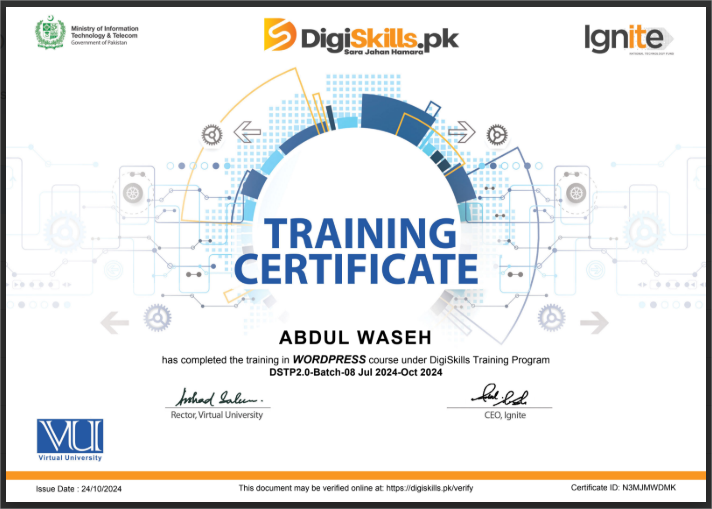 Ministry of Information
Technology & Telecom
Government of Pakistan
DigiSkills.pk
Sara Jahan Hamara
Ignite
NATIONAL TECHNOLOGY FUND
TRAINING
CERTIFICATE
ABDUL WASEH
has completed the training in WORDPRESS course under DigiSkills Training Program
DSTP2.0-Batch-08 Jul 2024-Oct 2024
Rector, Virtual University
CEO, Ignite
VU
Virtual University
Issue Date : 24/10/2024
This document may be verified online at: https://digiskills.pk/verify
Certificate ID: N3MJMWDMK